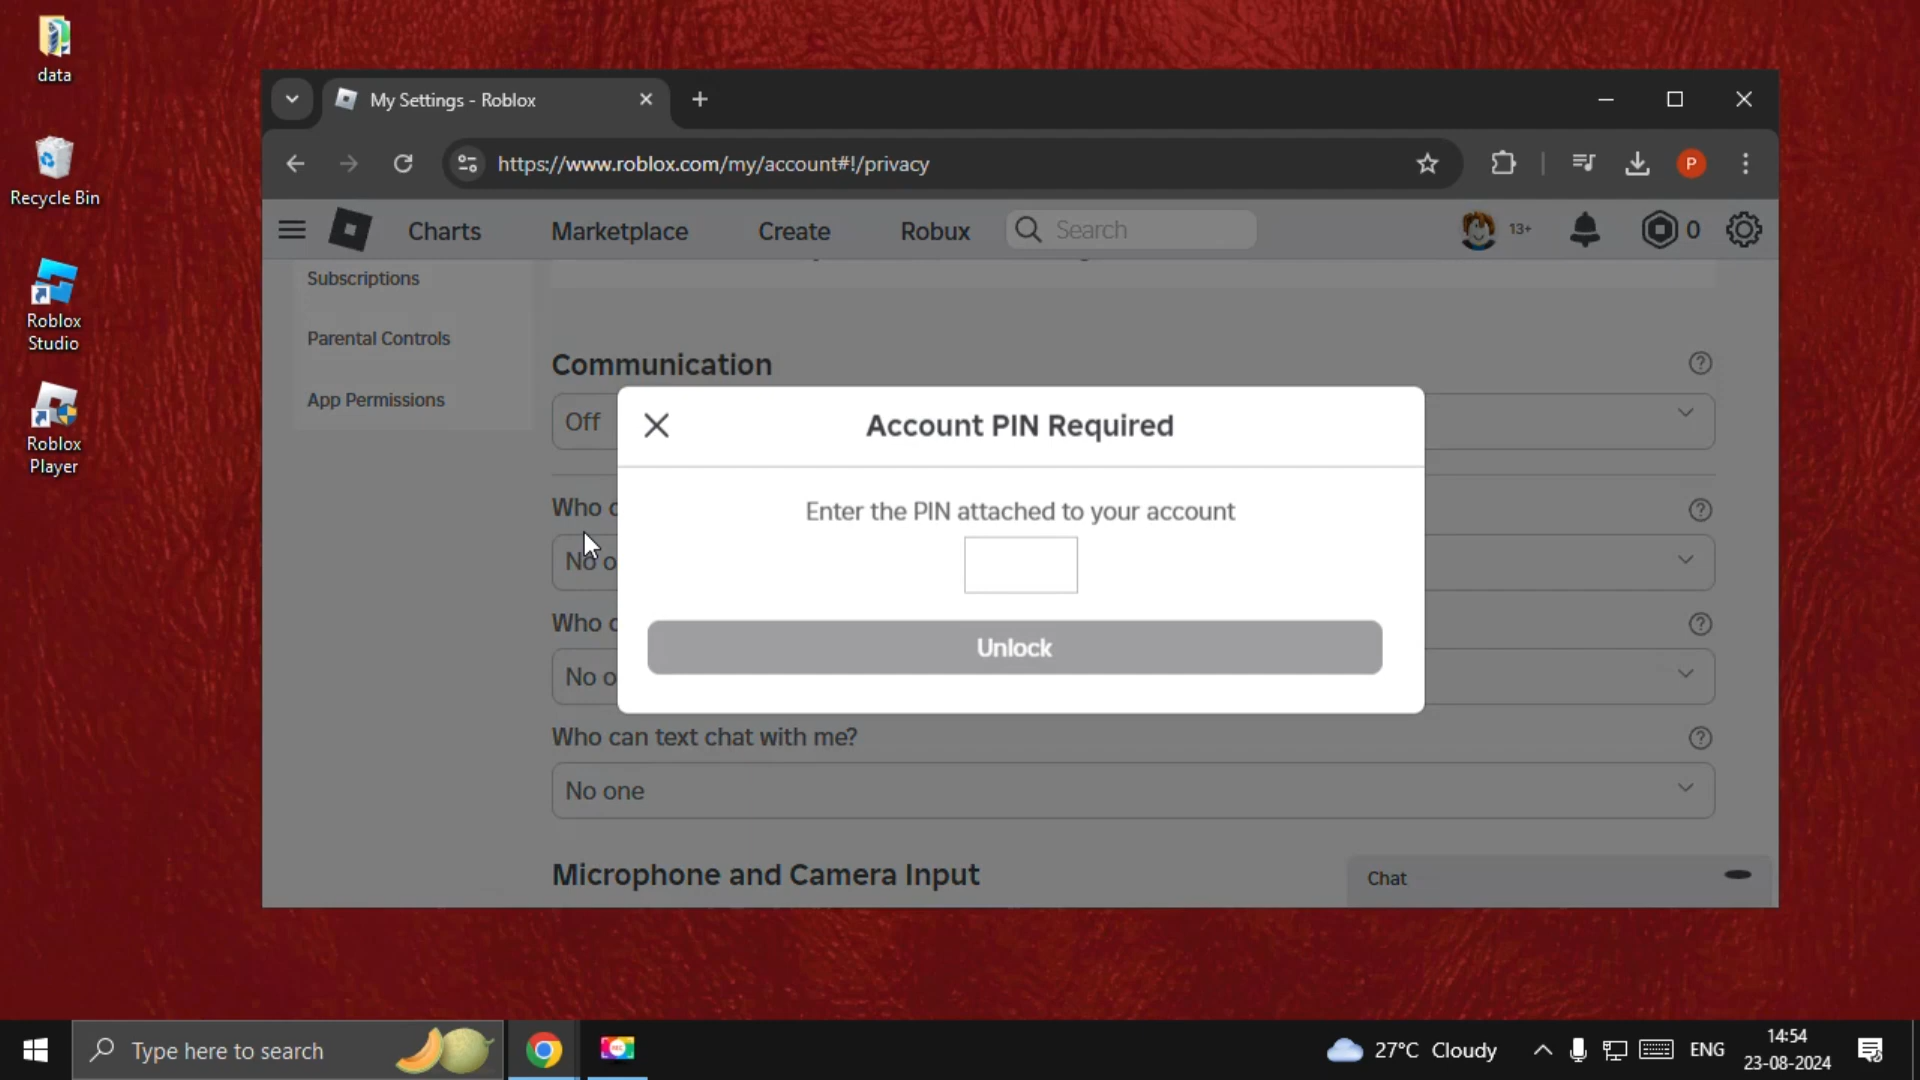 data
Recycle Bin
Roblox
Studio
Roblox
Player
My Settings - Roblox
https://www.roblox.com/my/account#!/privacy
P
Charts
Marketplace
Create
Robux
Search
13+
0
Subscriptions
Parental Controls
App Permissions
Communication
Off
Account PIN Required
Enter the PIN attached to your account
Unlock
Who
No
Who
No
Who can text chat with me?
No one
Microphone and Camera Input
Chat
Type here to search
27°C Cloudy
ENG
14:54
23-08-2024